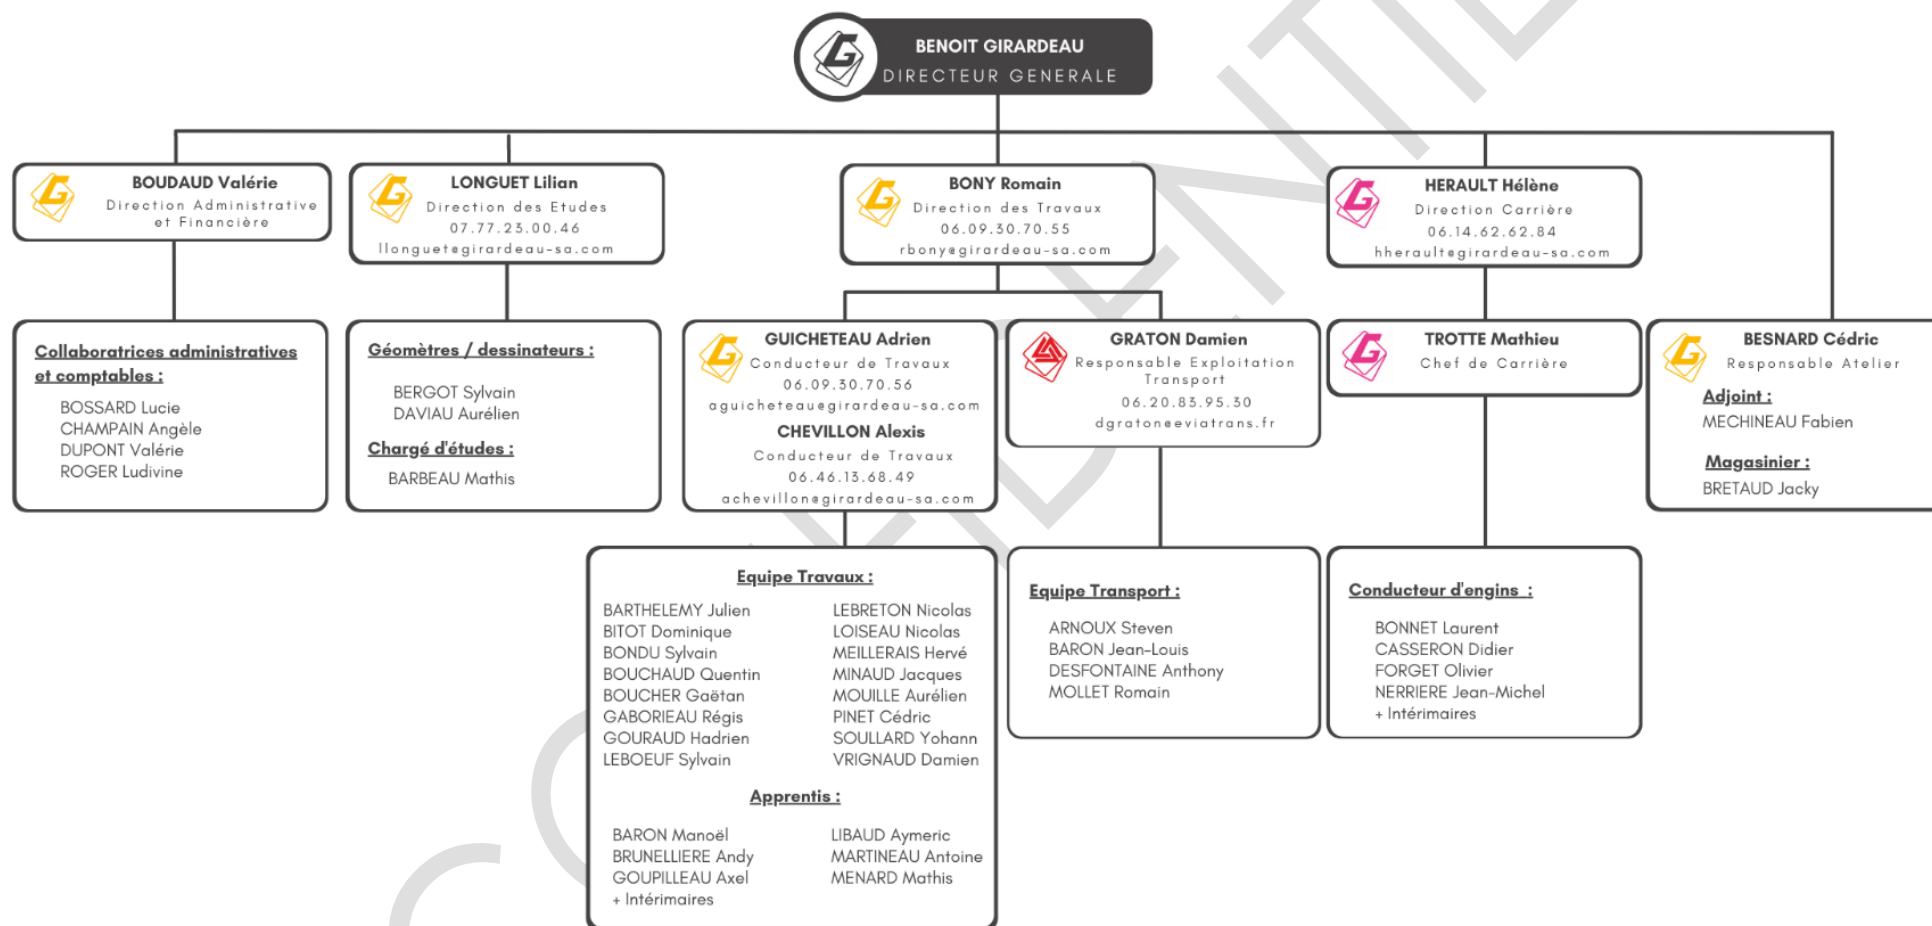 BENOIT GIRARDEAU
DIRECTEUR GENERALE
BOUDAUD Valérie
Direction Administrative
et Financière
LONGUET Lilian
Direction des Etudes
07.77.23.00.46
llonguet@girardeau-sa.com
BONY Romain
Direction des Travaux
06.09.30.70.55
rbony@girardeau-sa.com
HERAULT Hélène
Direction Carrière
06.14.62.62.84
hherault@girardeau-sa.com
Collaboratrices administratives
et comptables :
BOSSARD Lucie
CHAMPAIN Angèle
DUPONT Valérie
ROGER Ludivine
Géomètres / dessinateurs :
BERGOT Sylvain
DAVIAU Aurélien
Chargé d'études :
BARBEAU Mathis
GUICHETEAU Adrien
Conducteur de Travaux
06.09.30.70.56
aguicheteau@girardeau-sa.com
CHEVILLON Alexis
Conducteur de Travaux
06.46.13.68.49
achevillon@girardeau-sa.com
GRATON Damien
Responsable Exploitation
Transport
06.20.83.95.30
dgraton@eviatrans.fr
TROTTE Mathieu
Chef de Carrière
BESNARD Cédric
Responsable Atelier
Adjoint :
MECHINEAU Fabien
Magasinier :
BRETAUD Jacky
Equipe Travaux :
BARTHELEMY Julien
BITOT Dominique
BONDU Sylvain
BOUCHAUD Quentin
BOUCHER Gaëtan
GABORIEAU Régis
GOURAUD Hadrien
LEBOEUF Sylvain
LEBRETON Nicolas
LOISEAU Nicolas
MEILLERAIS Hervé
MINAUD Jacques
MOUILLE Aurélien
PINET Cédric
SOULLARD Yohann
VRIGNAUD Damien
Apprentis :
BARON Manoël
BRUNELLIERE Andy
GOUPILLEAU Axel
+ Intérimaires
LIBAUD Aymeric
MARTINEAU Antoine
MENARD Mathis
Equipe Transport :
ARNOUX Steven
BARON Jean-Louis
DESFONTAINE Anthony
MOLLET Romain
Conducteur d'engins :
BONNET Laurent
CASSERON Didier
FORGET Olivier
NERRIERE Jean-Michel
+ Intérimaires